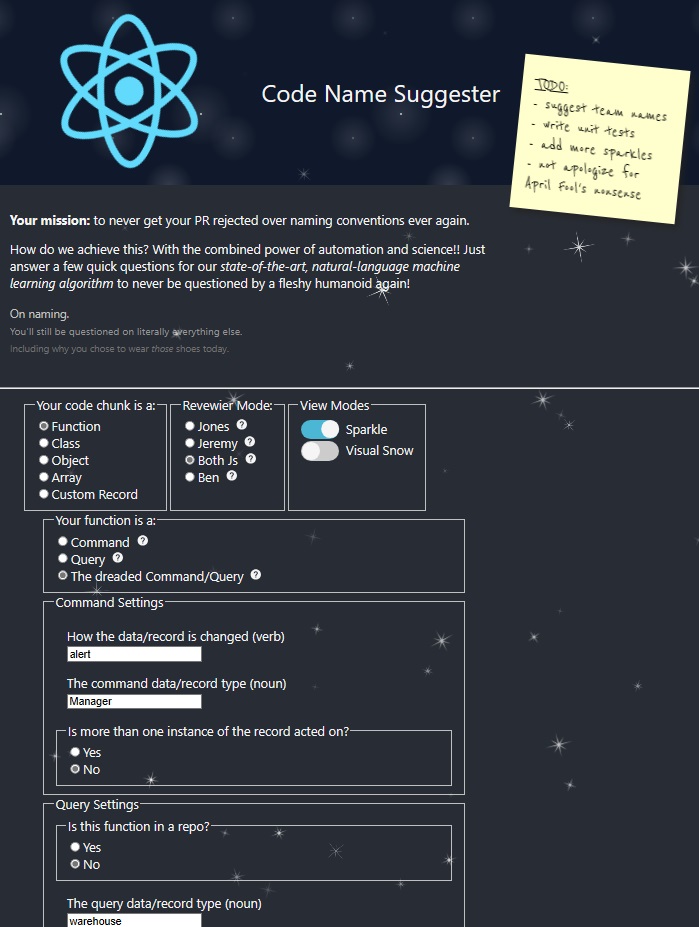 Code Name Suggester
TODO:
- suggest team names
- write unit tests
- add more sparkles
- not apologize for
April Fool's nonsense
Your mission: to never get your PR rejected over naming conventions ever again.
How do we achieve this? With the combined power of automation and science!! Just
answer a few quick questions for our state-of-the-art, natural-language machine
learning algorithm to never be questioned by a fleshy humanoid again!
On naming.
You'll still be questioned on literally everything else.
Including why you chose to wear those shoes today.
Your code chunk is a:
Function
Class
Object
Array
Custom Record
Revewier Mode:
Jones ?
Jeremy ?
Both Js ?
Ben ?
View Modes
Sparkle
Visual Snow
Your function is a:
Command ?
Query ?
The dreaded Command/Query ?
Command Settings
How the data/record is changed (verb)
alert
The command data/record type (noun)
Manager
Is more than one instance of the record acted on?
Yes
No
Query Settings
Is this function in a repo?
Yes
No
The query data/record type (noun)
warehouse